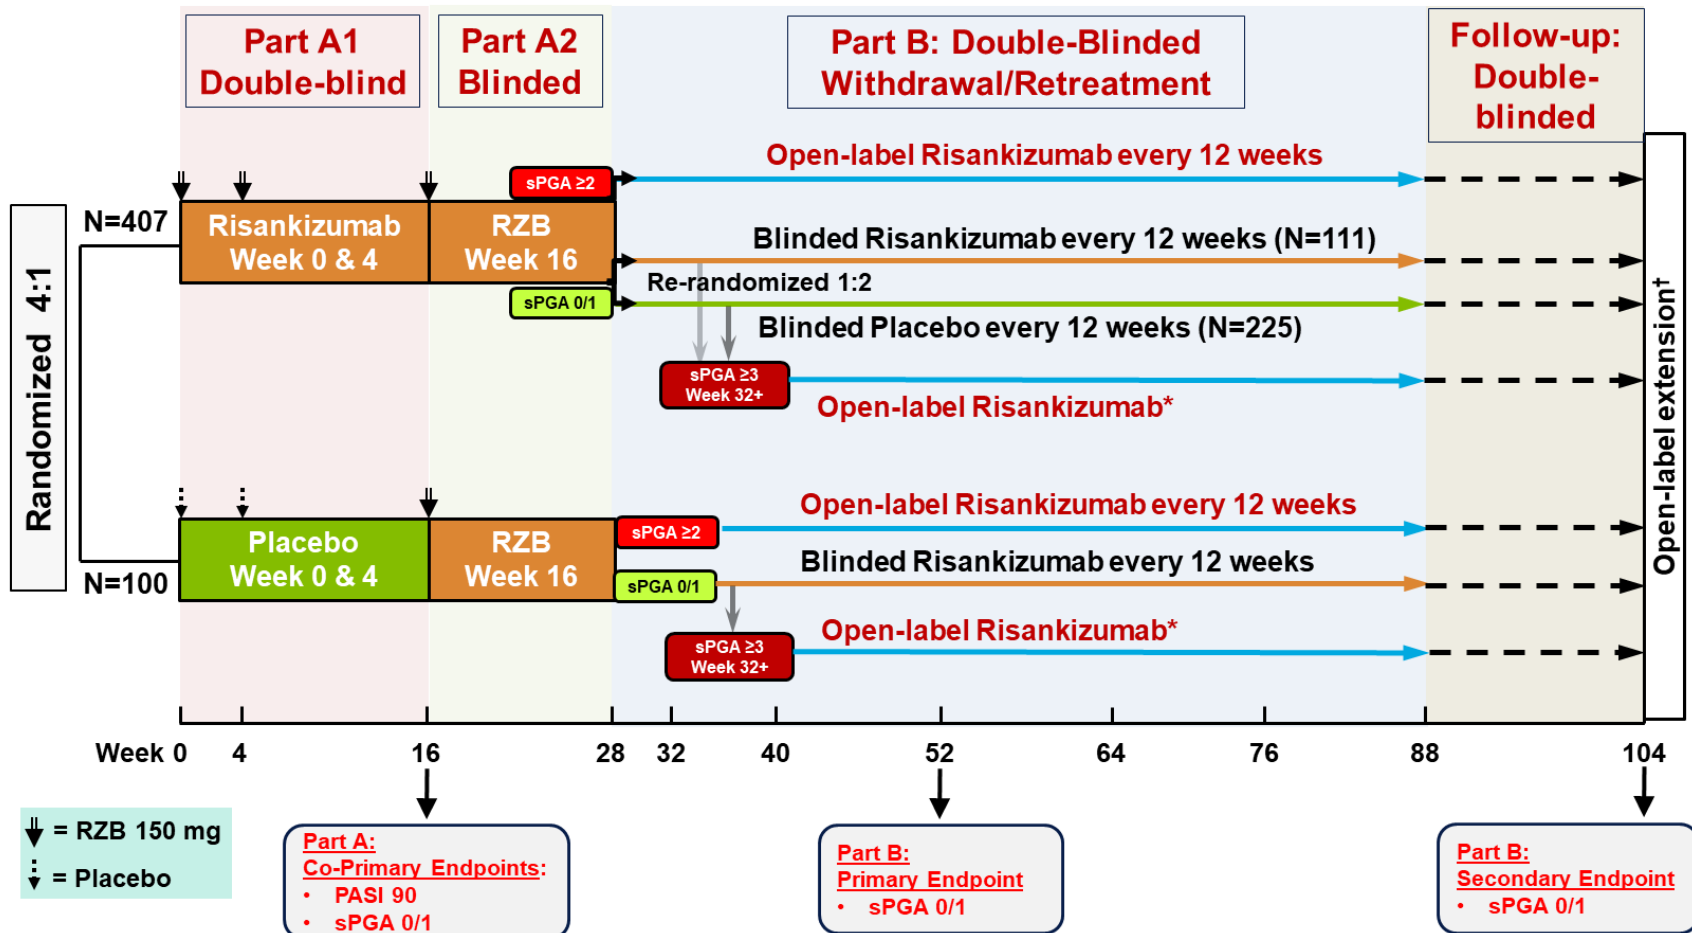 Part A1
Double-blind
Part A2
Blinded
Part B: Double-Blinded
Withdrawal/Retreatment
Follow-up:
Double-
blinded
Randomized 4:1
N=407
Risankizumab
Week 0 & 4
RZB
Week 16
sPGA ≥2
Open-label Risankizumab every 12 weeks
Blinded Risankizumab every 12 weeks (N=111)
Re-randomized 1:2
sPGA 0/1
Blinded Placebo every 12 weeks (N=225)
sPGA ≥3
Week 32+
Open-label Risankizumab*
N=100
Placebo
Week 0 & 4
RZB
Week 16
sPGA ≥2
Open-label Risankizumab every 12 weeks
sPGA 0/1
Blinded Risankizumab every 12 weeks
sPGA ≥3
Week 32+
Open-label Risankizumab*
Open-label extension†
Week 0 4 16 28 32 40 52 64 76 88 104
= RZB 150 mg
= Placebo
Part A:
Co-Primary Endpoints:
• PASI 90
• sPGA 0/1
Part B:
Primary Endpoint
• sPGA 0/1
Part B:
Secondary Endpoint
• sPGA 0/1